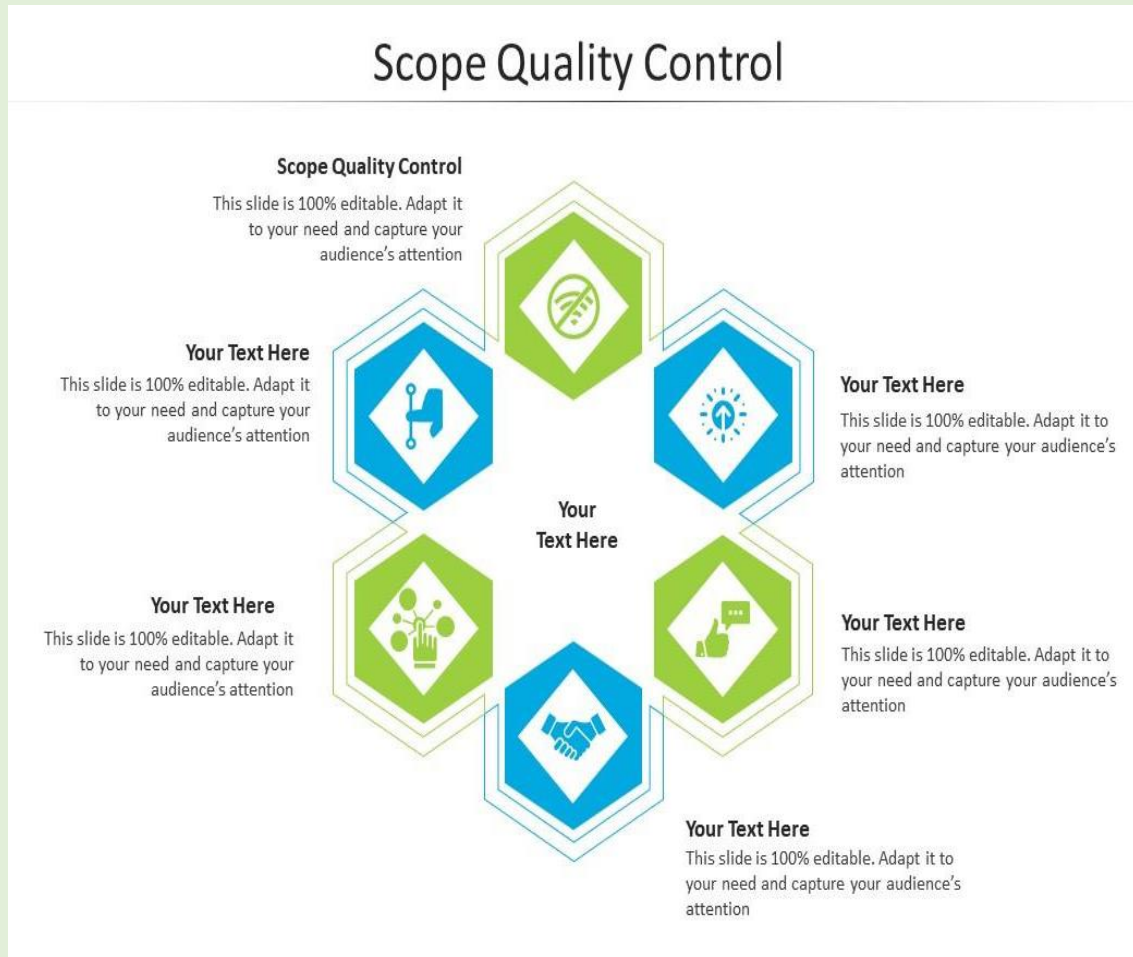 Scope Quality Control
Scope Quality Control
This slide is 100% editable. Adapt it
to your need and capture your
audience’s attention
Your Text Here
This slide is 100% editable. Adapt it
to your need and capture your
audience’s attention
Your Text Here
This slide is 100% editable. Adapt it to
your need and capture your audience’s
attention
Your
Text Here
Your Text Here
This slide is 100% editable. Adapt it
to your need and capture your
audience’s attention
Your Text Here
This slide is 100% editable. Adapt it to
your need and capture your audience’s
attention
Your Text Here
This slide is 100% editable. Adapt it to
your need and capture your audience’s
attention